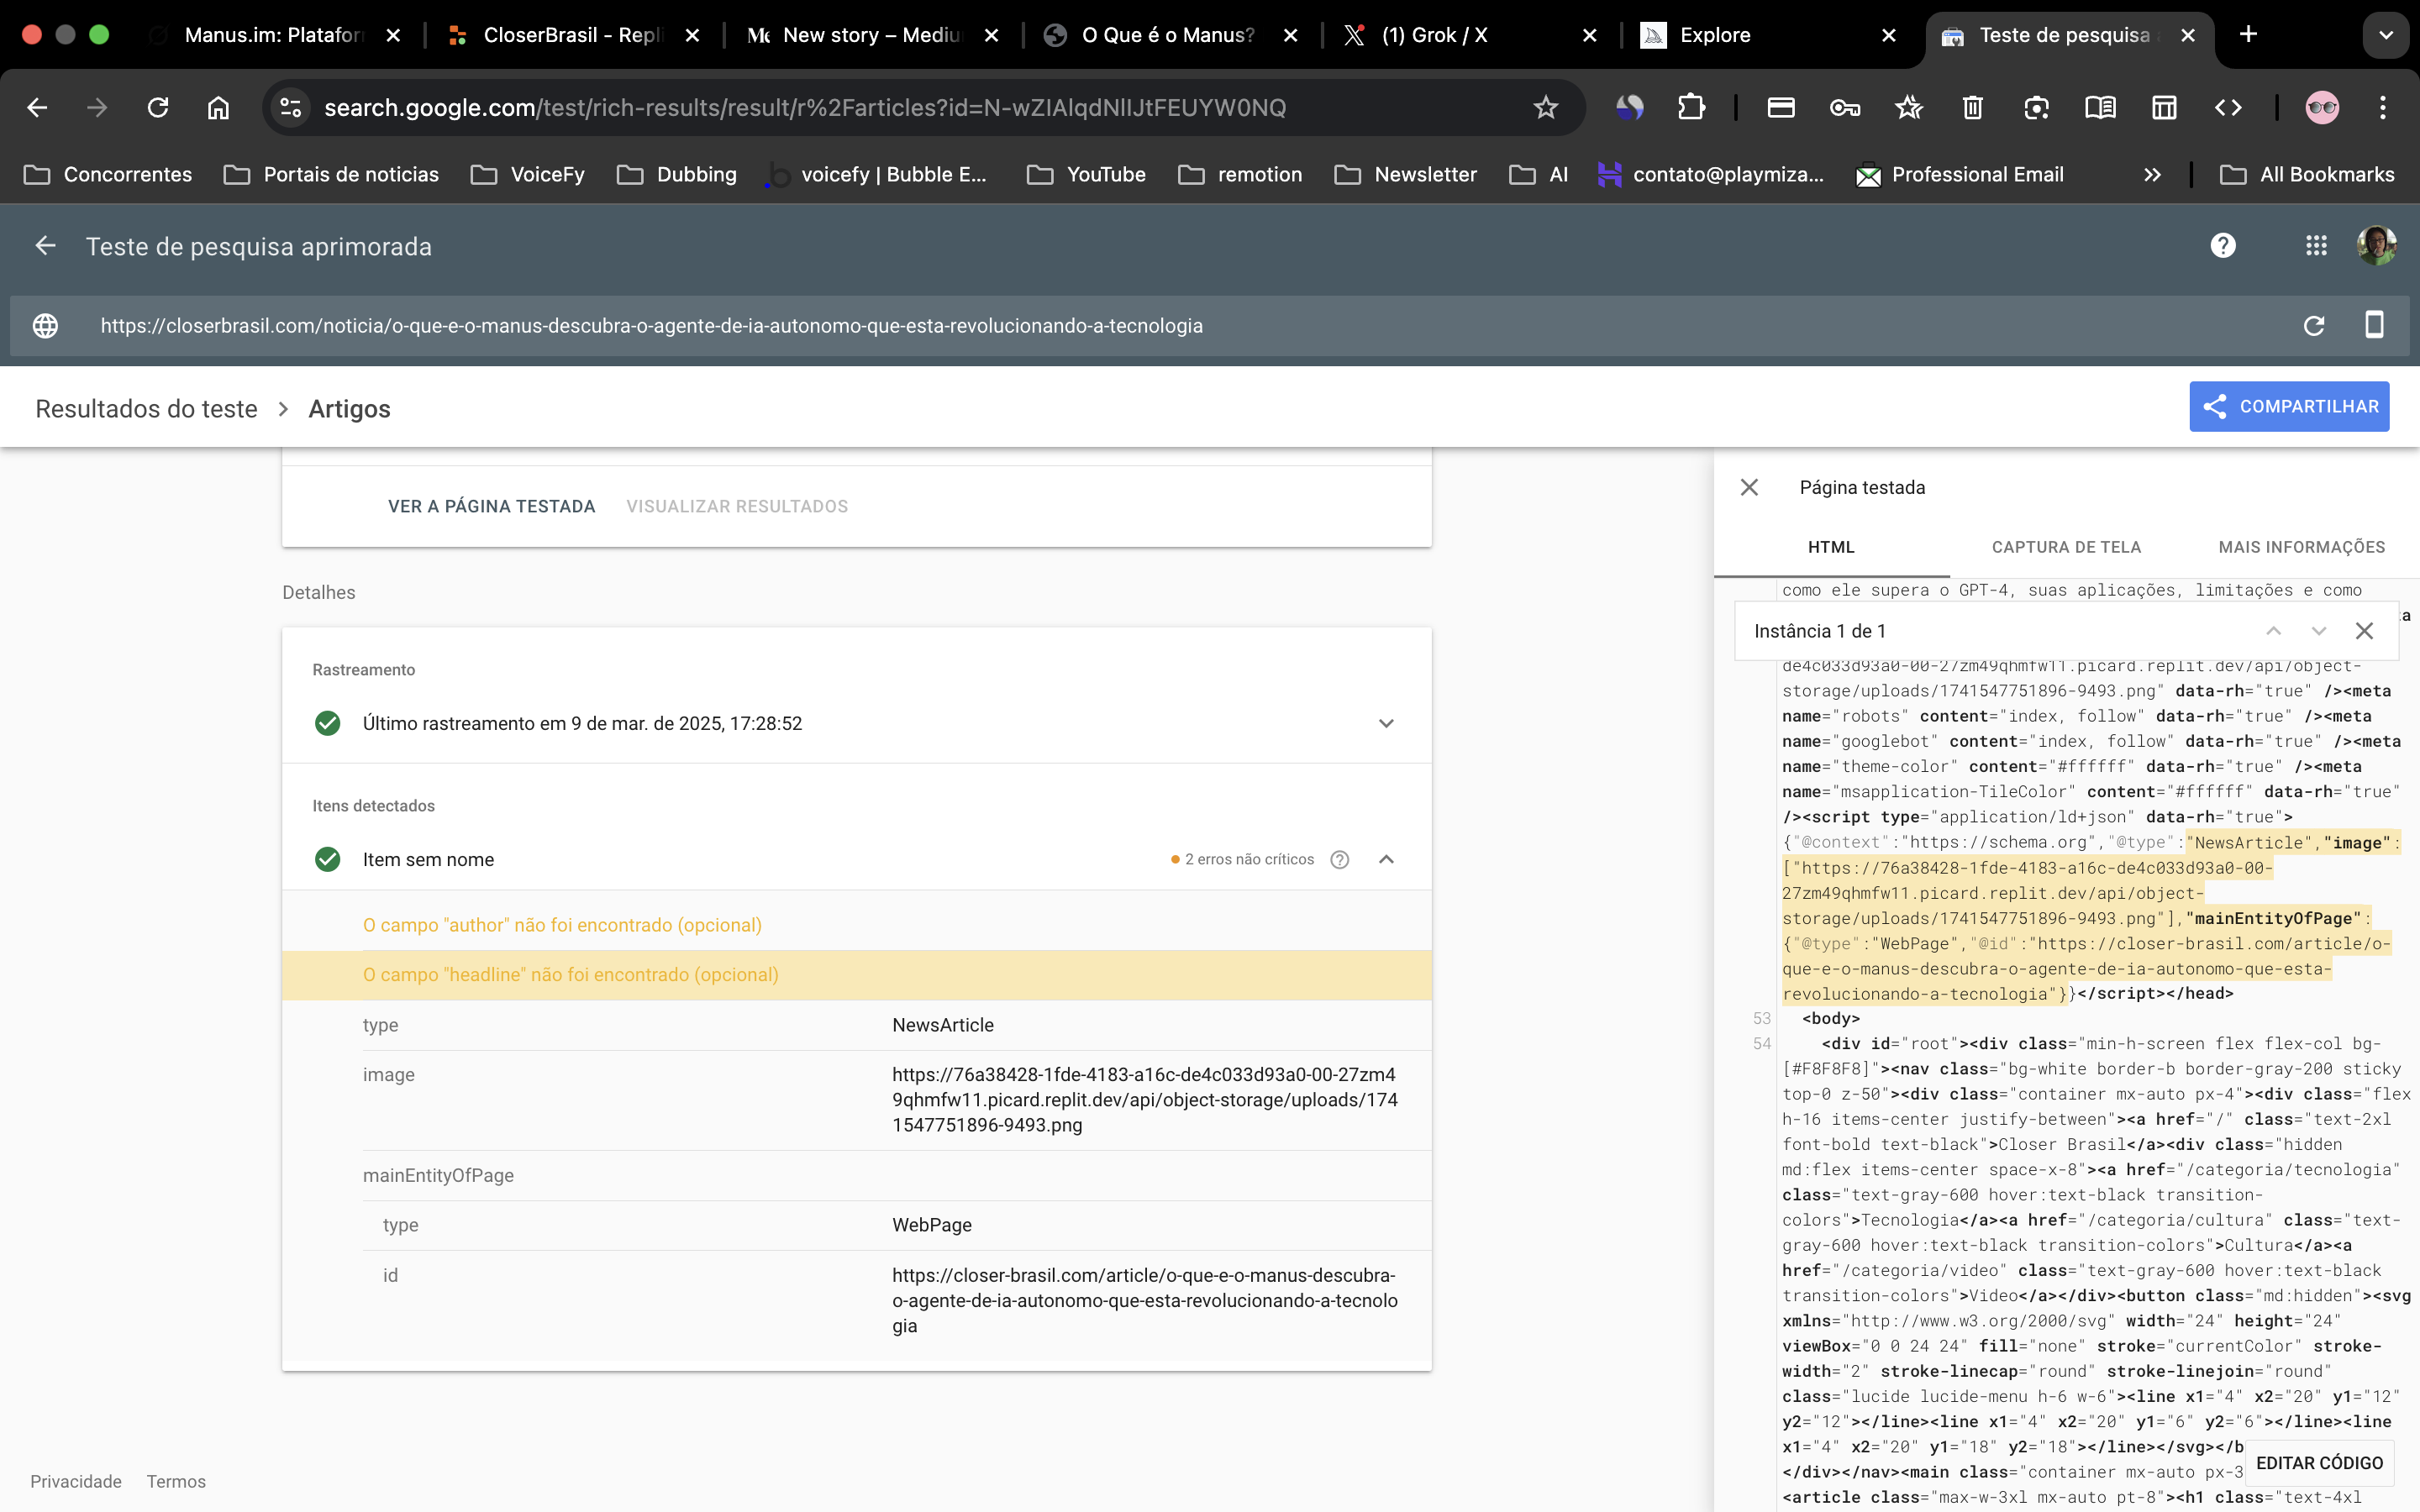 Manus.im: Platafor
CloserBrasil - Repli
New story – Mediu
O Que é o Manus?
(1) Grok / X
Explore
Teste de pesquisa
search.google.com/test/rich-results/result/r%2Farticles?id=N-wZIAlqdNlIJtFEUYW0NQ
Concorrentes
Portais de noticias
VoiceFy
Dubbing
voicefy | Bubble E...
YouTube
remotion
Newsletter
AI
contato@playmiza...
Professional Email
All Bookmarks
Teste de pesquisa aprimorada
https://closerbrasil.com/noticia/o-que-e-o-manus-descubra-o-agente-de-ia-autonomo-que-esta-revolucionando-a-tecnologia
Resultados do teste > Artigos
COMPARTILHAR
VER A PÁGINA TESTADA
VISUALIZAR RESULTADOS
Detalhes
Rastreamento
Último rastreamento em 9 de mar. de 2025, 17:28:52
Itens detectados
Item sem nome
2 erros não críticos
O campo "author" não foi encontrado (opcional)
O campo "headline" não foi encontrado (opcional)
type
NewsArticle
image
https://76a38428-1fde-4183-a16c-de4c033d93a0-00-27zm4
9qhmfw11.picard.replit.dev/api/object-storage/uploads/174
1547751896-9493.png
mainEntityOfPage
type
WebPage
id
https://closer-brasil.com/article/o-que-e-o-manus-descubra-
o-agente-de-ia-autonomo-que-esta-revolucionando-a-tecnolo
gia
Privacidade
Termos
Página testada
HTML
CAPTURA DE TELA
MAIS INFORMAÇÕES
como ele supera o GPT-4, suas aplicações, limitações e como
Instância 1 de 1
de4c033d93a0-00-27zm49qhmfw11.picard.replit.dev/api/object-
storage/uploads/1741547751896-9493.png" data-rh="true" /><meta
name="robots" content="index, follow" data-rh="true" /><meta
name="googlebot" content="index, follow" data-rh="true" /><meta
name="theme-color" content="#ffffff" data-rh="true" /><meta
name="msapplication-TileColor" content="#ffffff" data-rh="true"
/><script type="application/ld+json" data-rh="true">
{"@context":"https://schema.org","@type":"NewsArticle","image":
["https://76a38428-1fde-4183-a16c-de4c033d93a0-00-
27zm49qhmfw11.picard.replit.dev/api/object-
storage/uploads/1741547751896-9493.png"],"mainEntityOfPage":
{"@type":"WebPage","@id":"https://closer-brasil.com/article/o-
que-e-o-manus-descubra-o-agente-de-ia-autonomo-que-esta-
revolucionando-a-tecnologia"}}</script></head>
53 <body>
54 <div id="root"><div class="min-h-screen flex flex-col bg-
[#F8F8F8]"><nav class="bg-white border-b border-gray-200 sticky
top-0 z-50"><div class="container mx-auto px-4"><div class="flex
h-16 items-center justify-between"><a href="/" class="text-2xl
font-bold text-black">Closer Brasil</a><div class="hidden
md:flex items-center space-x-8"><a href="/categoria/tecnologia"
class="text-gray-600 hover:text-black transition-
colors">Tecnologia</a><a href="/categoria/cultura" class="text-
gray-600 hover:text-black transition-colors">Cultura</a><a
href="/categoria/video" class="text-gray-600 hover:text-black
transition-colors">Video</a></div><button class="md:hidden"><svg
xmlns="http://www.w3.org/2000/svg" width="24" height="24"
viewBox="0 0 24 24" fill="none" stroke="currentColor" stroke-
width="2" stroke-linecap="round" stroke-linejoin="round"
class="lucide lucide-menu h-6 w-6"><line x1="4" x2="20" y1="12"
y2="12"></line><line x1="4" x2="20" y1="6" y2="6"></line><line
x1="4" x2="20" y1="18" y2="18"></line></svg></b
</div></nav><main class="container mx-auto px-3
<article class="max-w-3xl mx-auto pt-8"><h1 class="text-4xl
EDITAR CÓDIGO